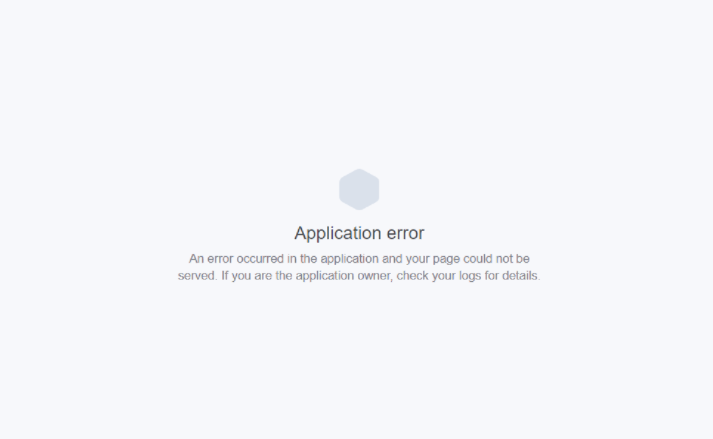 Application error
An error occurred in the application and your page could not be
served. If you are the application owner, check your logs for details.